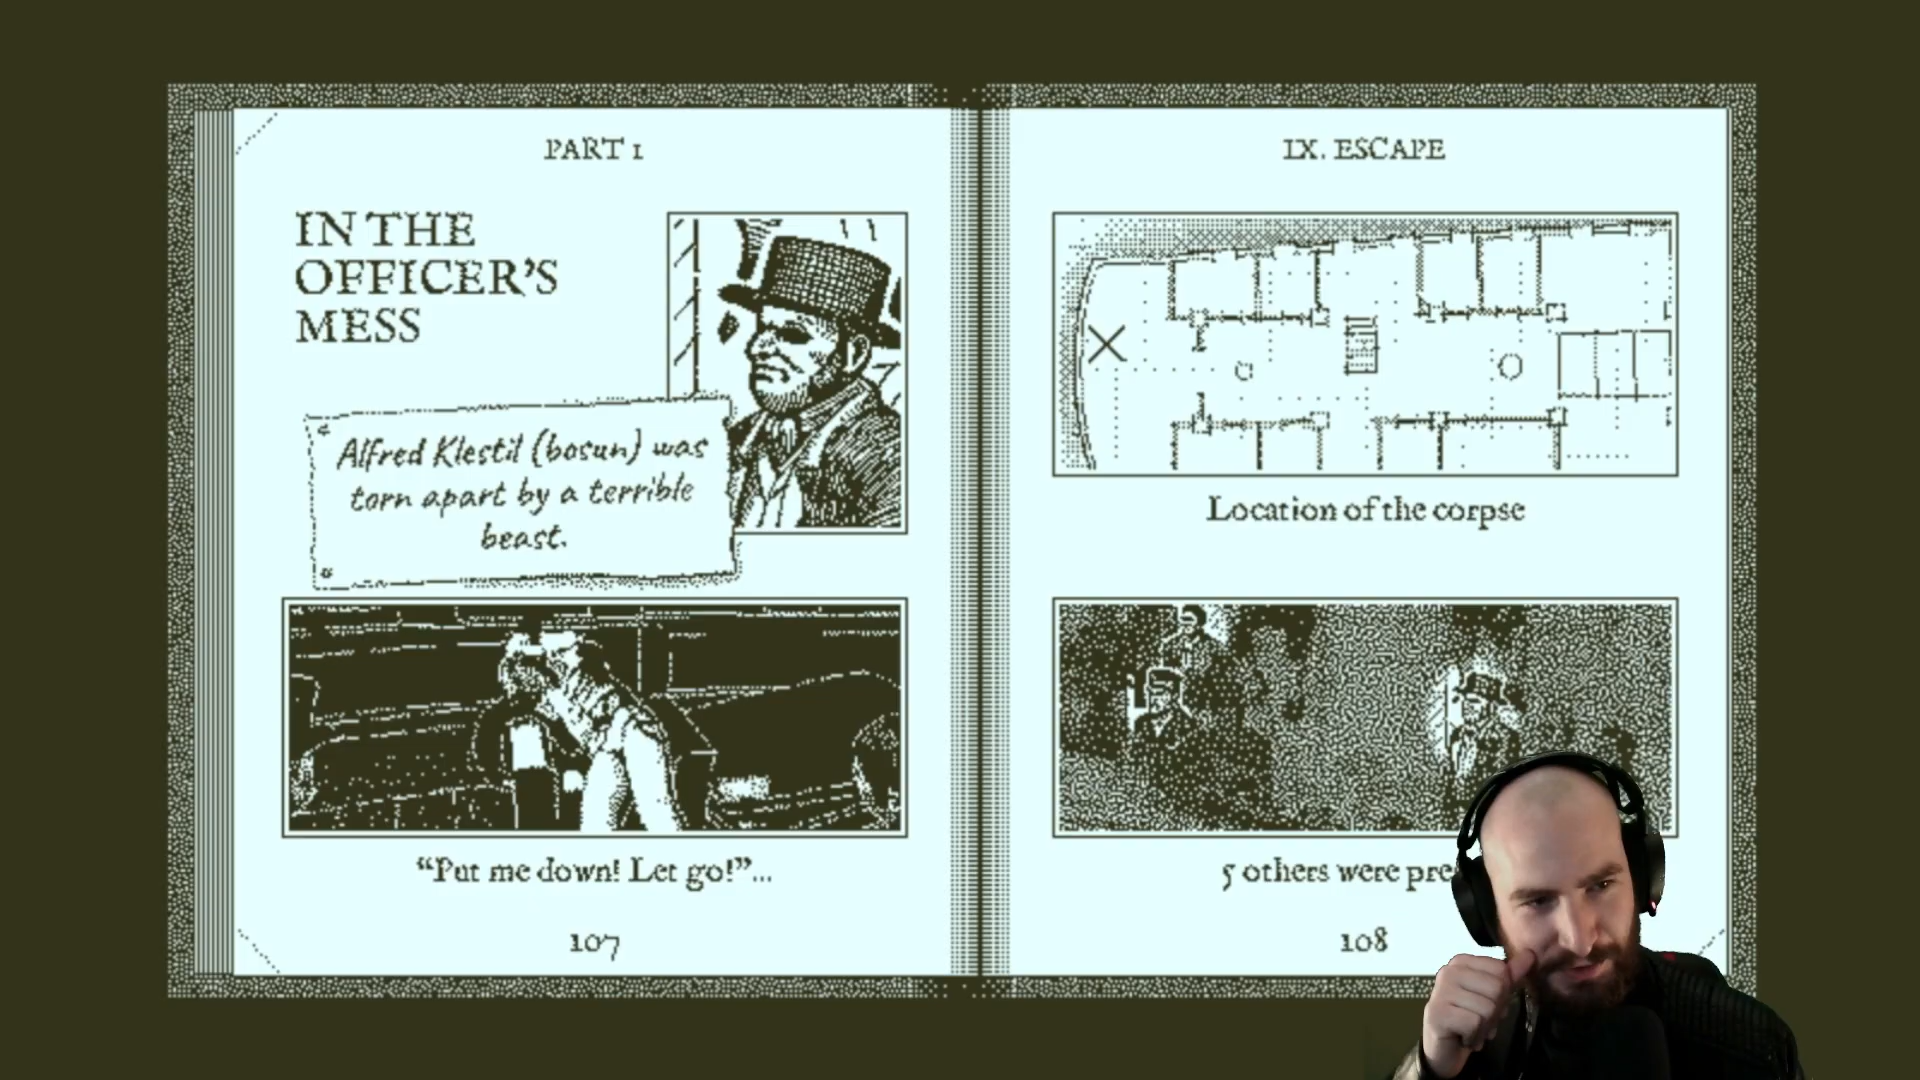 PART 1
IN THE
OFFICER'S
MESS
Alfred Klestil (bosun) was
torn apart by a terrible
beast.
“Put me down! Let go!”...
107
IX. ESCAPE
Location of the corpse
5 others were
108